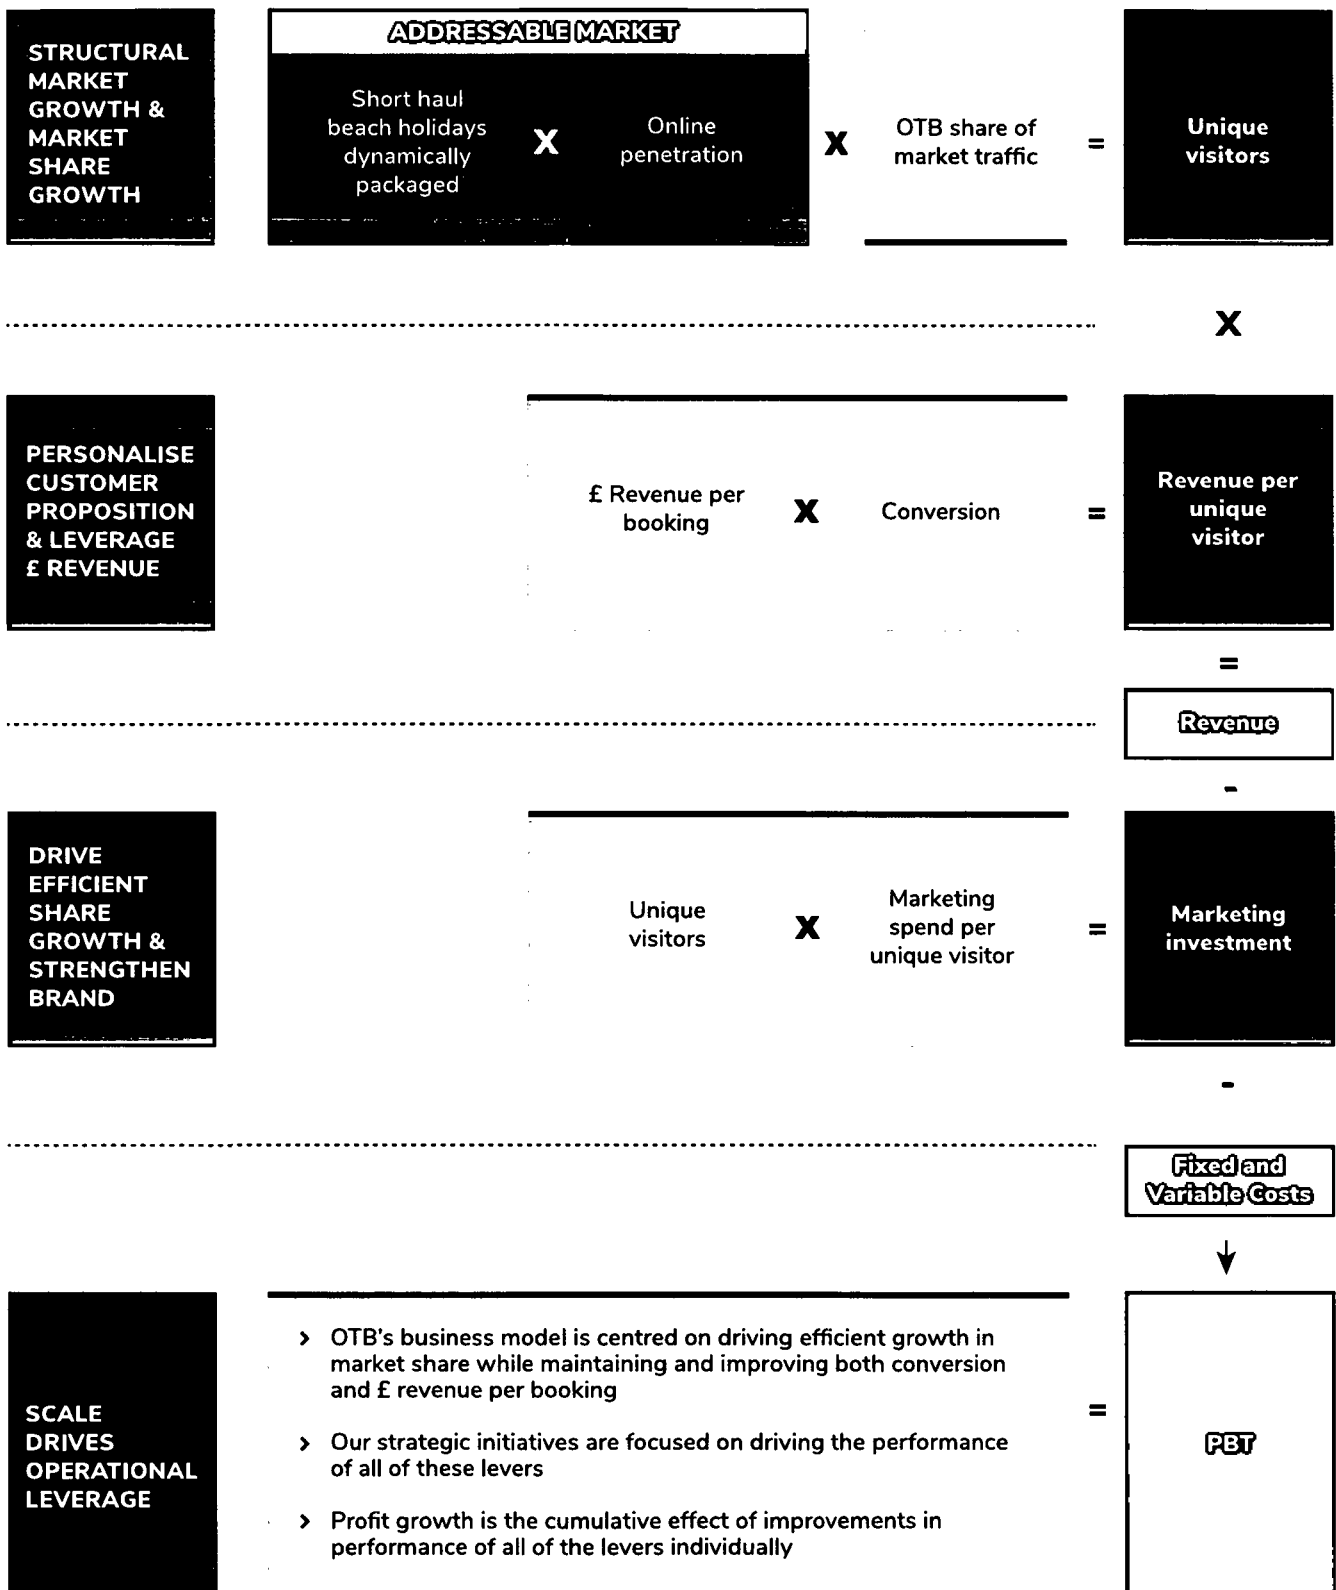 STRUCTURAL
MARKET
GROWTH &
MARKET
SHARE
GROWTH
ADDRESSABLE MARKET
Short haul
beach holidays
dynamically
packaged
X
Online
penetration
X
OTB share of
market traffic
=
Unique
visitors
X
PERSONALISE
CUSTOMER
PROPOSITION
& LEVERAGE
£ REVENUE
£ Revenue per
booking
X
Conversion
=
Revenue per
unique
visitor
=
Revenue
-
DRIVE
EFFICIENT
SHARE
GROWTH &
STRENGTHEN
BRAND
Unique
visitors
X
Marketing
spend per
unique visitor
=
Marketing
investment
-
Fixed and
Variable Costs
SCALE
DRIVES
OPERATIONAL
LEVERAGE
> OTB's business model is centred on driving efficient growth in
market share while maintaining and improving both conversion
and £ revenue per booking
> Our strategic initiatives are focused on driving the performance
of all of these levers
> Profit growth is the cumulative effect of improvements in
performance of all of the levers individually
=
PBT